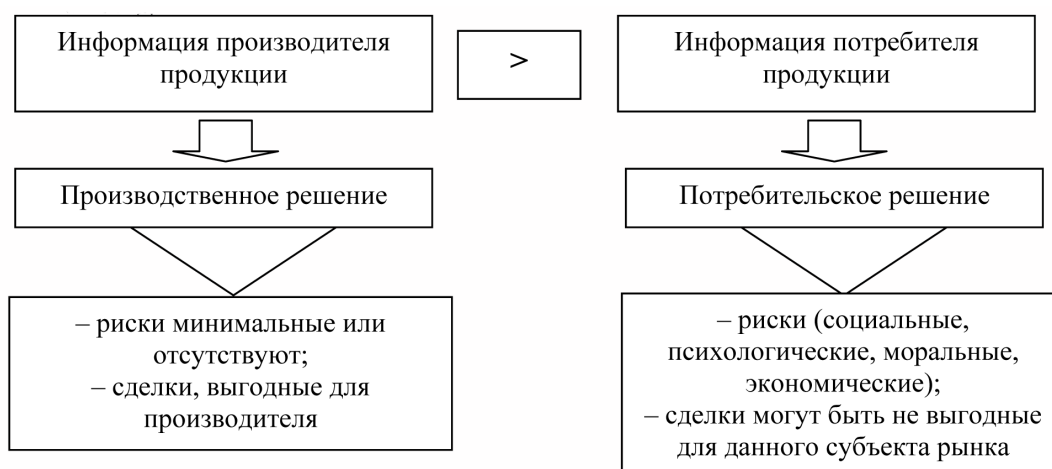 Информация производителя
продукции
>
Информация потребителя
продукции
Производственное решение
Потребительское решение
– риски минимальные или
отсутствуют;
– сделки, выгодные для
производителя
– риски (социальные,
психологические, моральные,
экономические);
– сделки могут быть не выгодные
для данного субъекта рынка